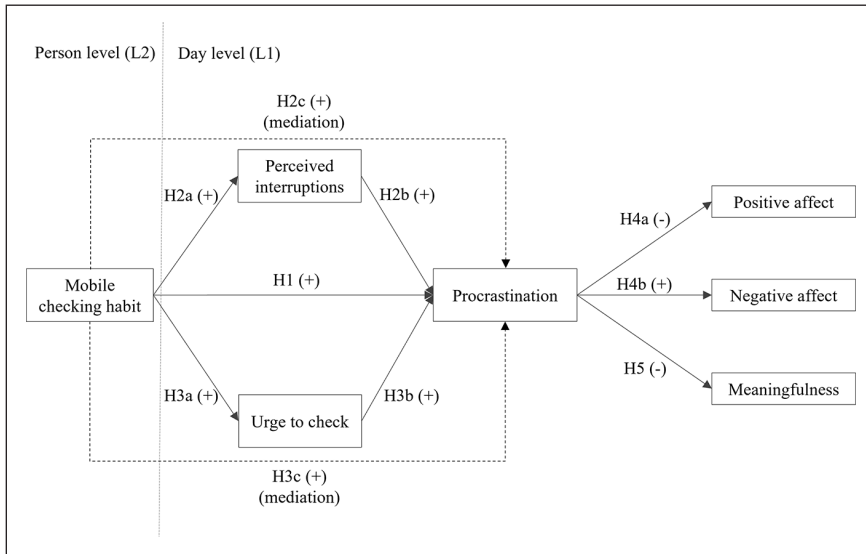 Person level (L2)
Day level (L1)
H2c (+)
(mediation)
Perceived
interruptions
H2a (+)
H2b (+)
Positive affect
H4a (-)
Mobile
checking habit
H1 (+)
Procrastination
H4b (+)
Negative affect
H3a (+)
H3b (+)
H5 (-)
Meaningfulness
Urge to check
H3c (+)
(mediation)